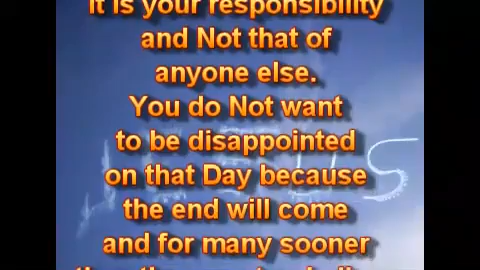 It is your responsibility
and Not that of
anyone else.
You do Not want
to be disappointed
on that Day because
the end will come
and for many sooner